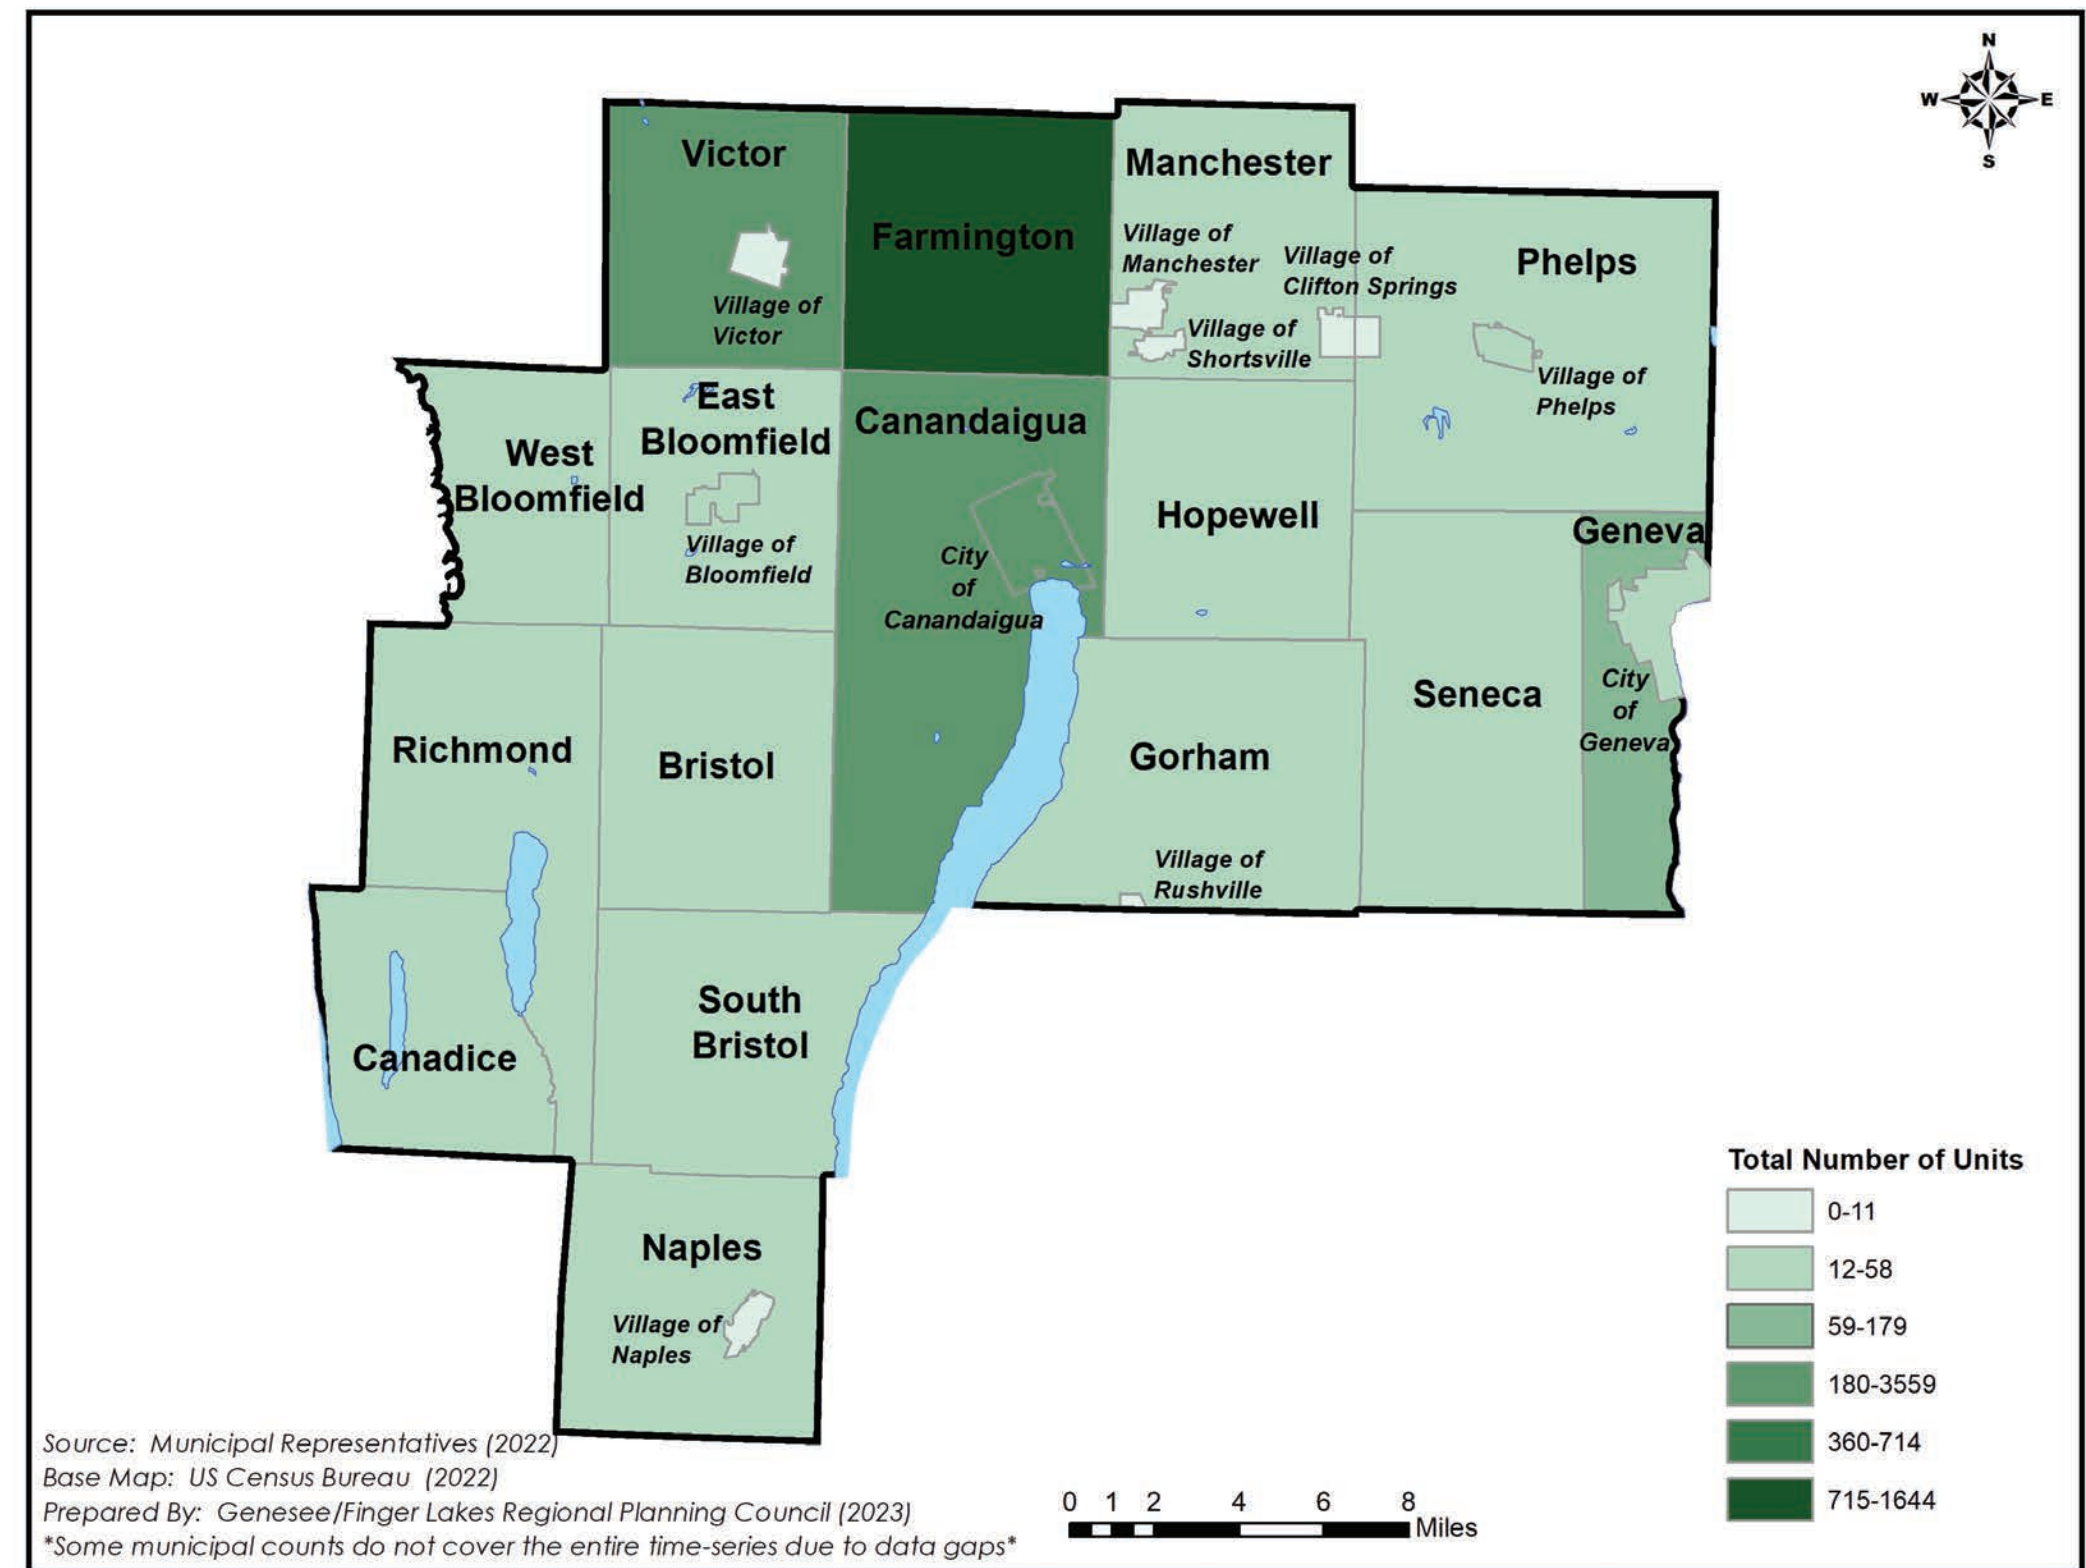 N
W E
S
Victor
Farmington
Manchester
Village of
Manchester
Village of
Clifton Springs
Phelps
Village of
Victor
Village of
Shortsville
Village of
Phelps
East
Bloomfield
Canandaigua
West
Bloomfield
Hopewell
Geneva
Village of
Bloomfield
City
of
Canandaigua
Seneca
City
of
Geneva
Richmond
Bristol
Gorham
Village of
Rushville
South
Bristol
Canadice
Naples
Village of
Naples
Total Number of Units
0-11
12-58
59-179
180-3559
360-714
715-1644
Source: Municipal Representatives (2022)
Base Map: US Census Bureau (2022)
Prepared By: Genesee/Finger Lakes Regional Planning Council (2023)
*Some municipal counts do not cover the entire time-series due to data gaps*
0 1 2 4 6 8
Miles